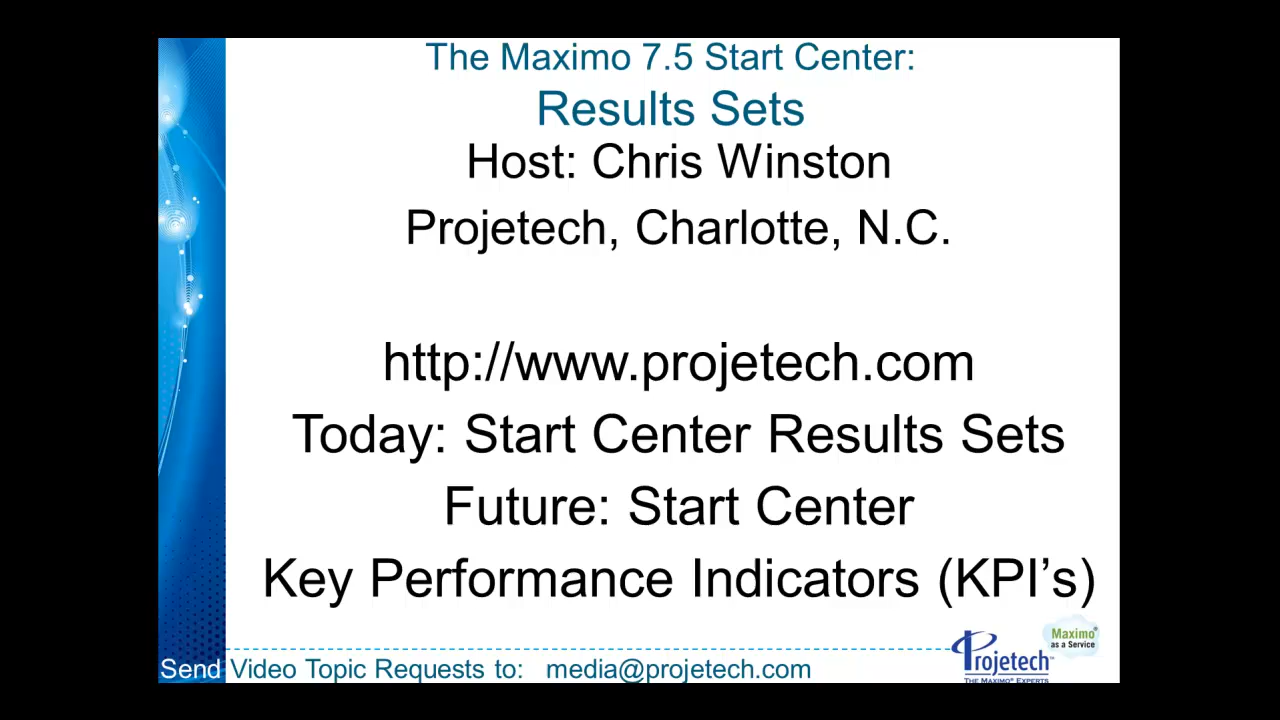 The Maximo 7.5 Start Center:
Results Sets
Host: Chris Winston
Projetech, Charlotte, N.C.
http://www.projetech.com
Today: Start Center Results Sets
Future: Start Center
Key Performance Indicators (KPI’s)
Maximo®
as a Service
Projetech™
THE MAXIMO® EXPERTS
Send Video Topic Requests to: media@projetech.com